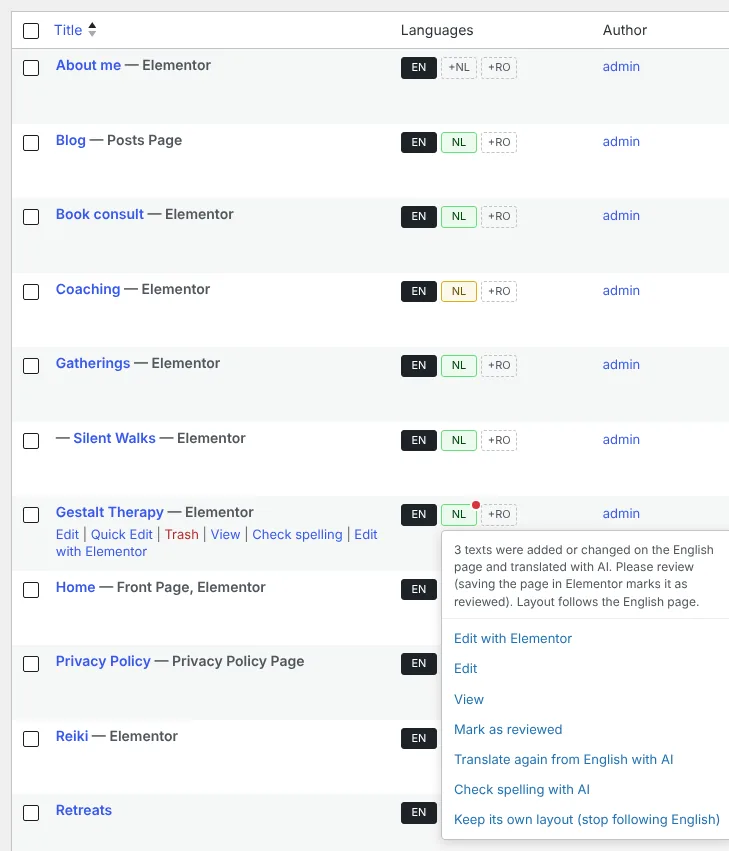 Title Languages Author
About me — Elementor EN +NL +RO admin
Blog — Posts Page EN NL +RO admin
Book consult — Elementor EN NL +RO admin
Coaching — Elementor EN NL +RO admin
Gatherings — Elementor EN NL +RO admin
— Silent Walks — Elementor EN NL +RO admin
Gestalt Therapy — Elementor EN NL +RO admin
Edit | Quick Edit | Trash | View | Check spelling | Edit
with Elementor
3 texts were added or changed on the English
page and translated with AI. Please review
(saving the page in Elementor marks it as
reviewed). Layout follows the English page.
Edit with Elementor
Edit
View
Mark as reviewed
Translate again from English with AI
Check spelling with AI
Keep its own layout (stop following English)
Home — Front Page, Elementor EN
Privacy Policy — Privacy Policy Page EN
Reiki — Elementor EN
Retreats EN